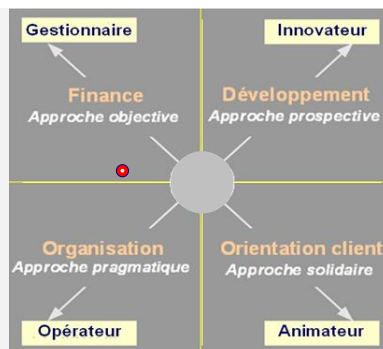 Gestionnaire
Innovateur
Finance
Approche objective
Développement
Approche prospective
Organisation
Approche pragmatique
Orientation client
Approche solidaire
Opérateur
Animateur